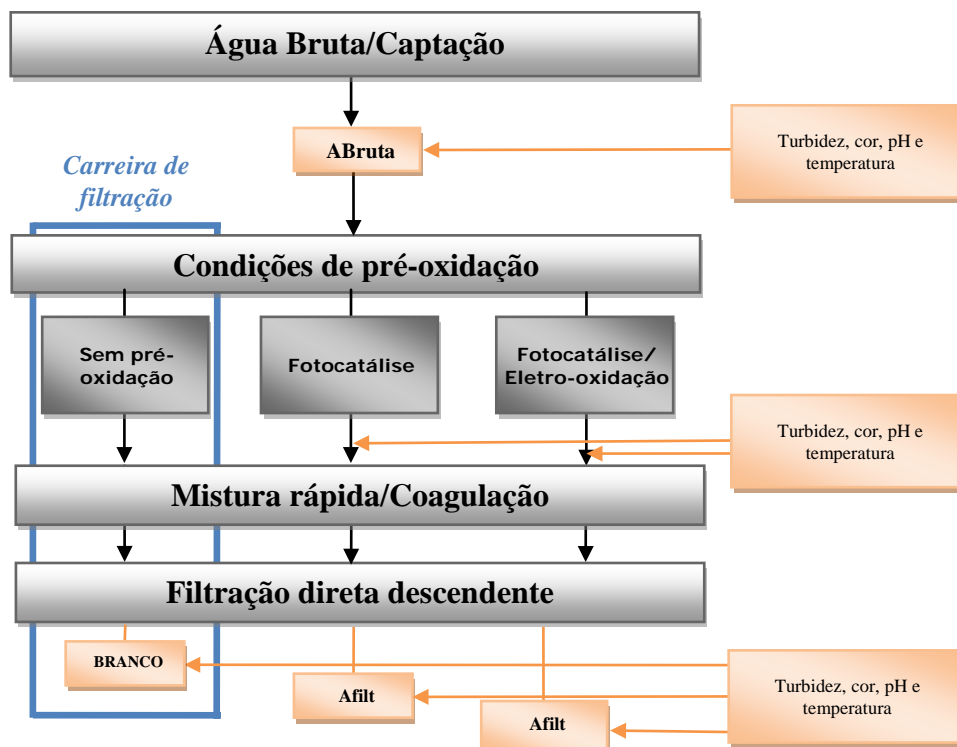 Água Bruta/Captação
ABruta
Turbidez, cor, pH e
temperatura
Carreira de
filtração
Condições de pré-oxidação
Sem pré-
oxidação
Fotocatálise
Fotocatálise/
Eletro-oxidação
Turbidez, cor, pH e
temperatura
Mistura rápida/Coagulação
Filtração direta descendente
BRANCO
Afilt
Afilt
Turbidez, cor, pH e
temperatura